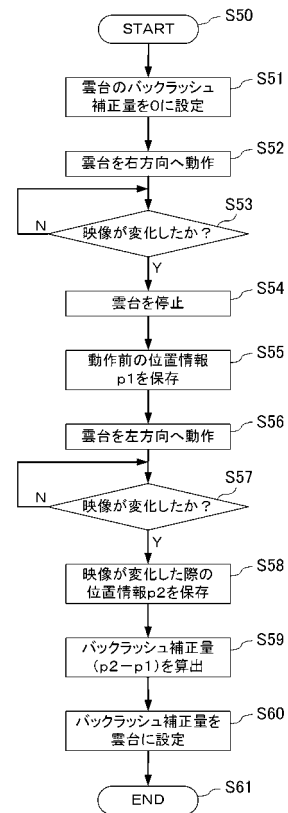 START
S50
雲台のバックラッシュ
補正量を0に設定
S51
雲台を右方向へ動作
S52
映像が変化したか？
S53
N
Y
雲台を停止
S54
動作前の位置情報
p1を保存
S55
雲台を左方向へ動作
S56
映像が変化したか？
S57
N
Y
映像が変化した際の
位置情報p2を保存
S58
バックラッシュ補正量
(p2－p1)を算出
S59
バックラッシュ補正量を
雲台に設定
S60
END
S61